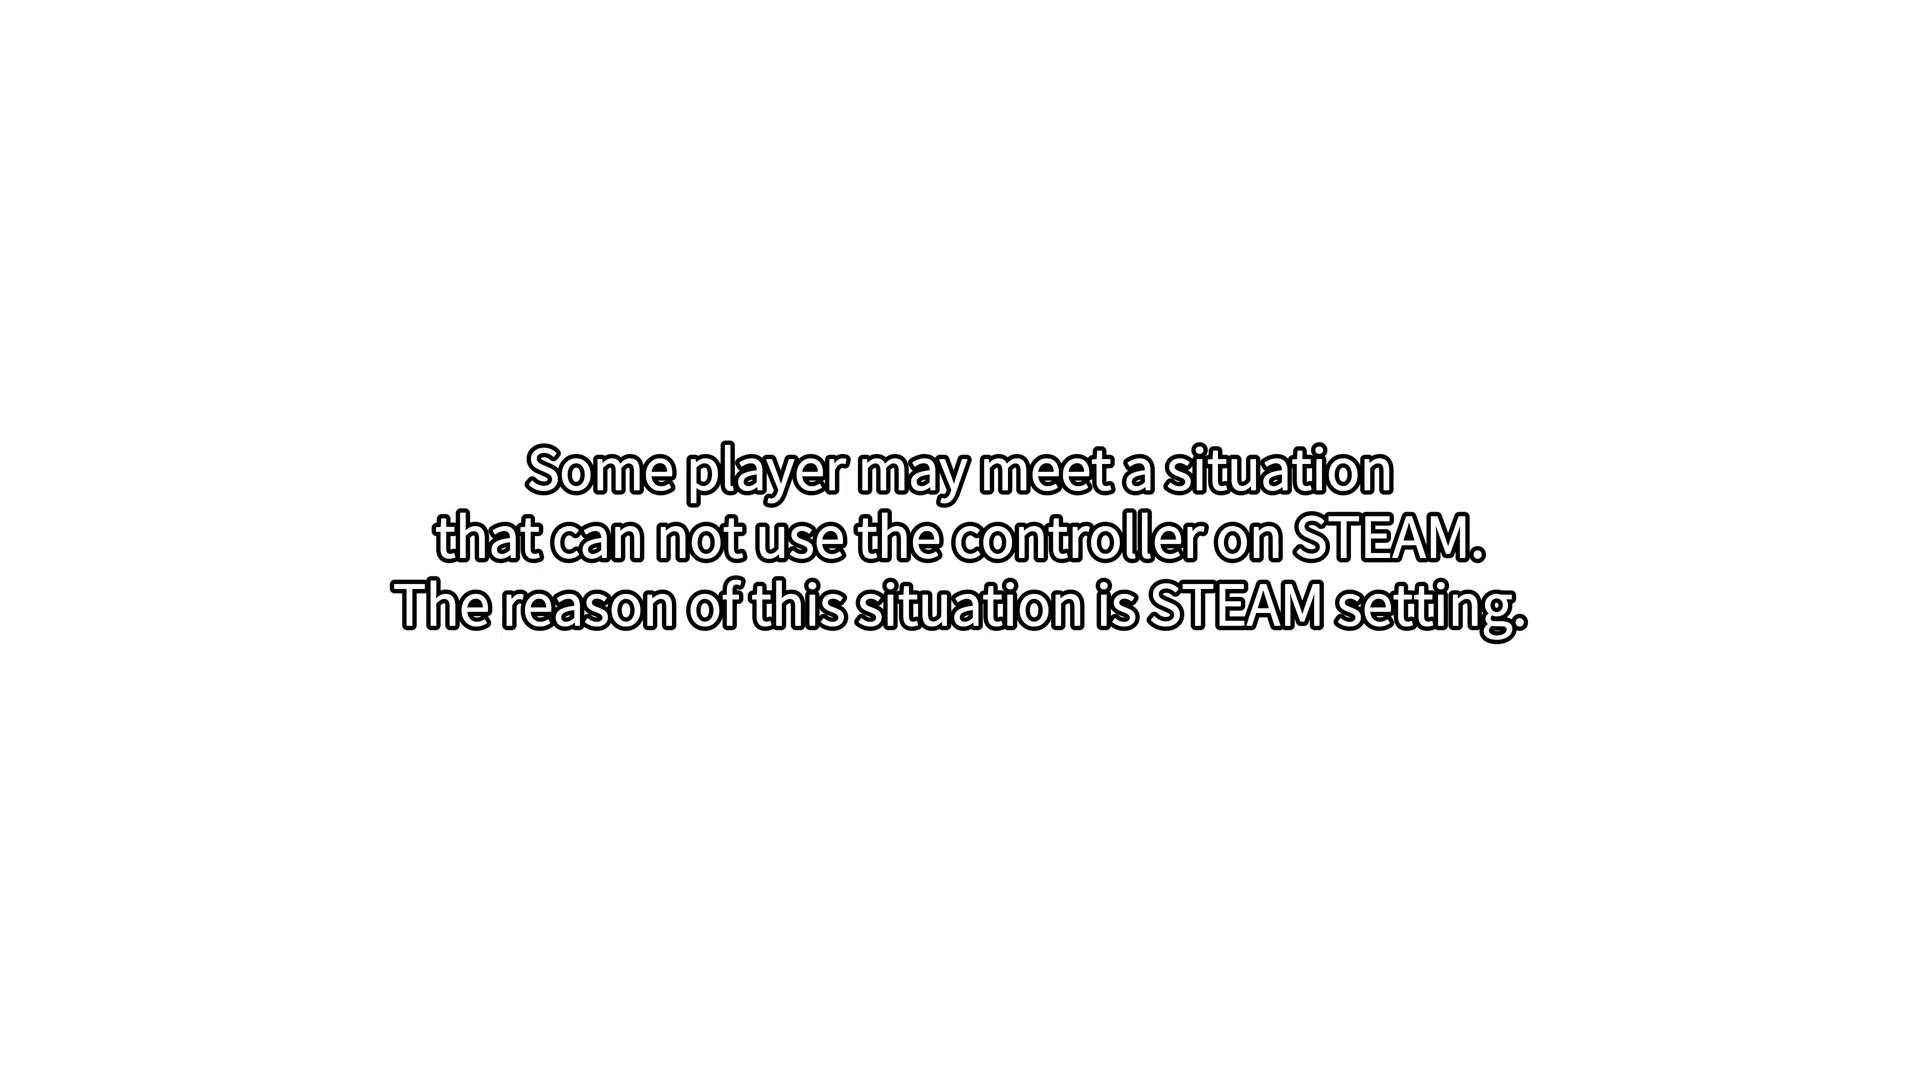 Some player may meet a situation
that can not use the controller on STEAM.
The reason of this situation is STEAM setting.